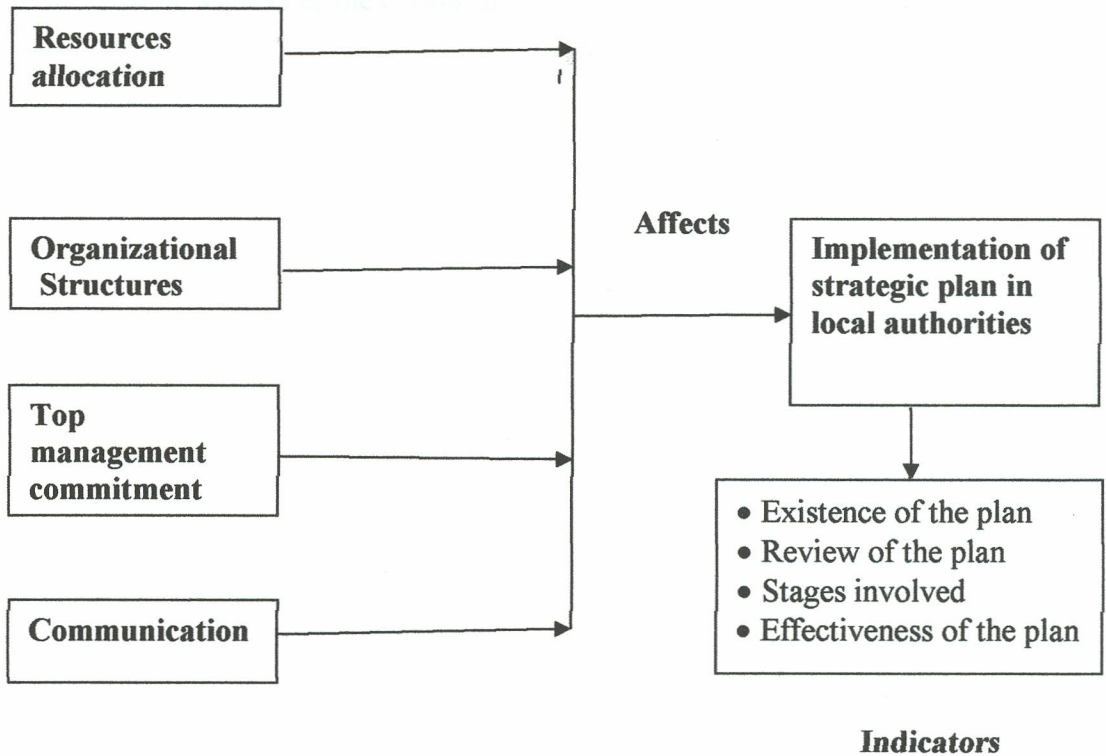 Resources
allocation
Organizational
Structures
Top
management
commitment
Communication
Affects
Implementation of
strategic plan in
local authorities
• Existence of the plan
• Review of the plan
• Stages involved
• Effectiveness of the plan
Indicators